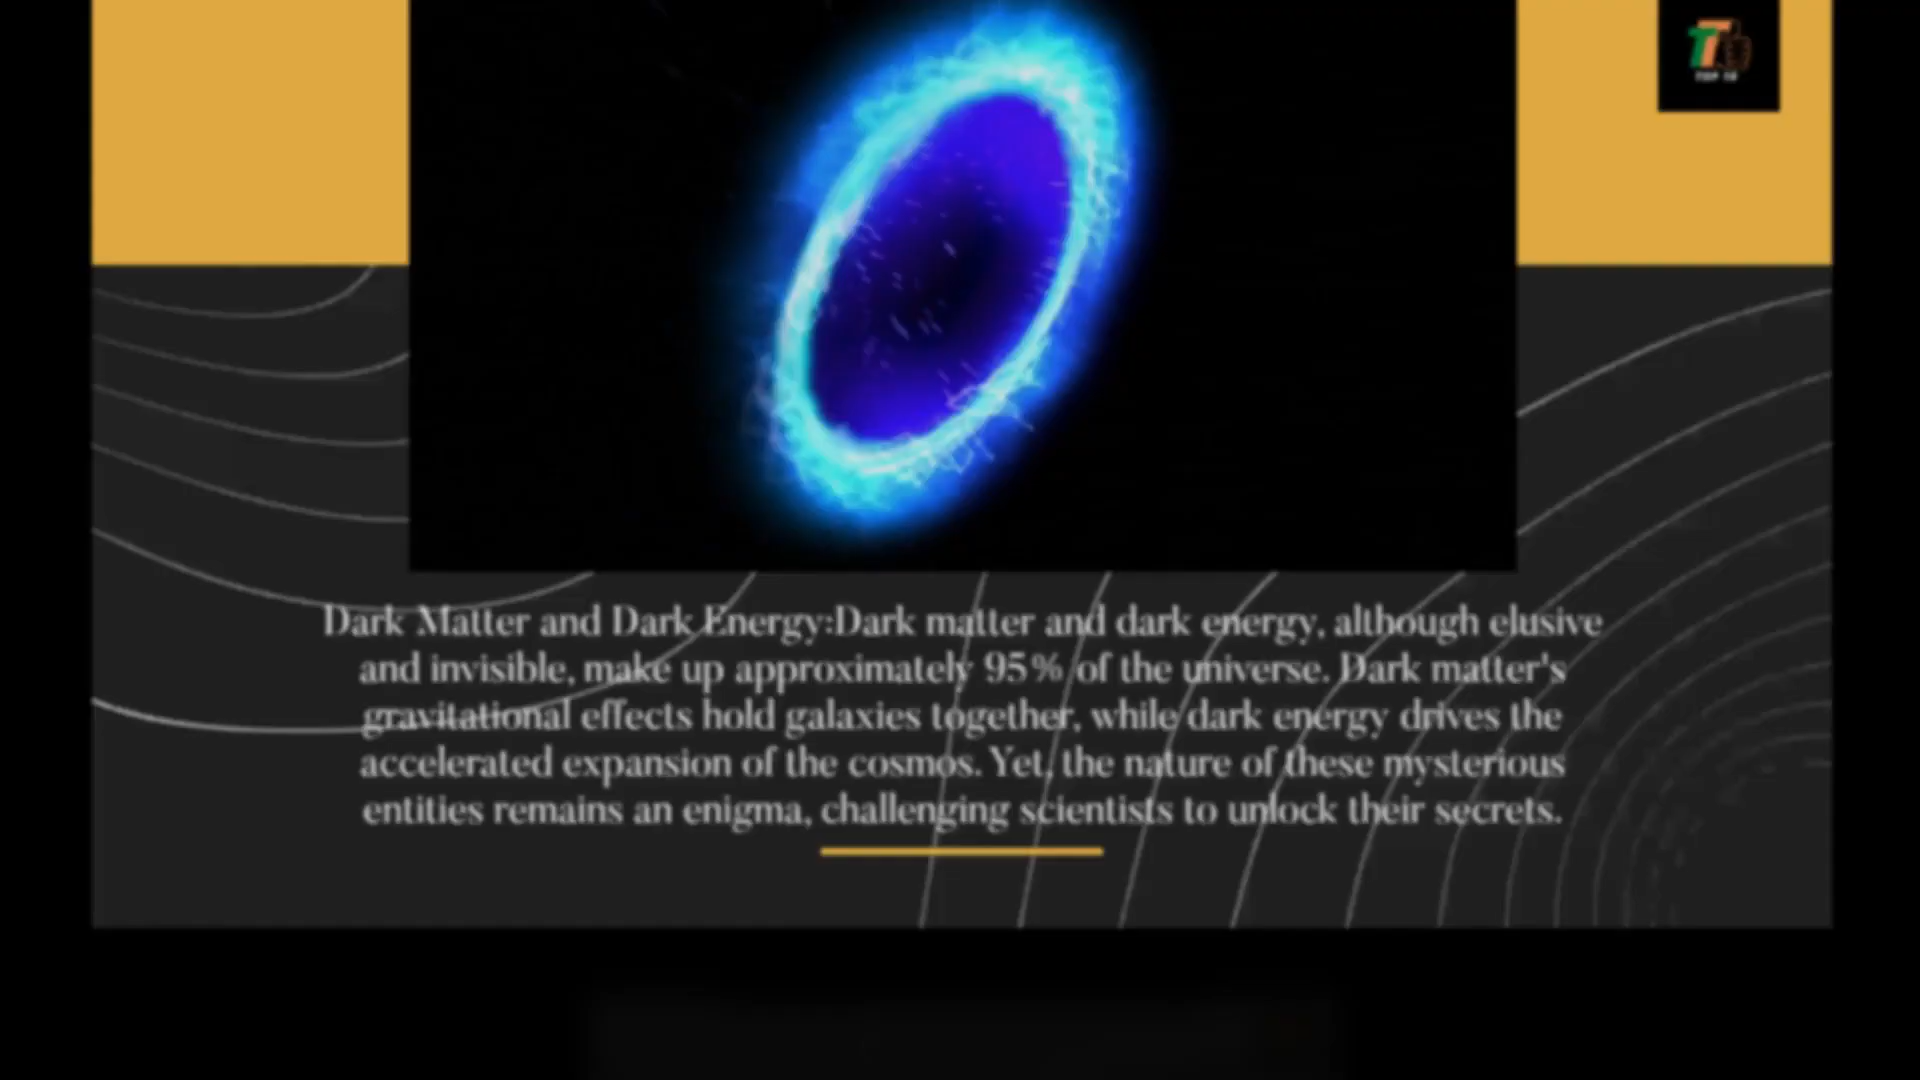 TOP 10
Dark Matter and Dark Energy:Dark matter and dark energy, although elusive
and invisible, make up approximately 95% of the universe. Dark matter's
gravitational effects hold galaxies together, while dark energy drives the
accelerated expansion of the cosmos. Yet, the nature of these mysterious
entities remains an enigma, challenging scientists to unlock their secrets.